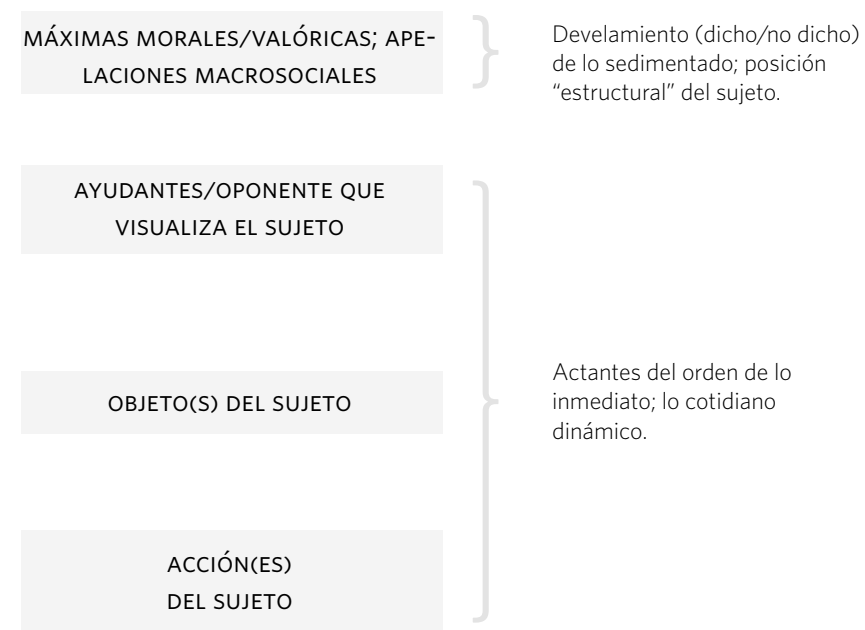 MÁXIMAS MORALES/VALÓRICAS; APE-
LACIONES MACROSOCIALES
Develamiento (dicho/no dicho)
de lo sedimentado; posición
“estructural” del sujeto.
AYUDANTES/OPONENTE QUE
VISUALIZA EL SUJETO
OBJETO(S) DEL SUJETO
Actantes del orden de lo
inmediato; lo cotidiano
dinámico.
ACCIÓN(ES)
DEL SUJETO